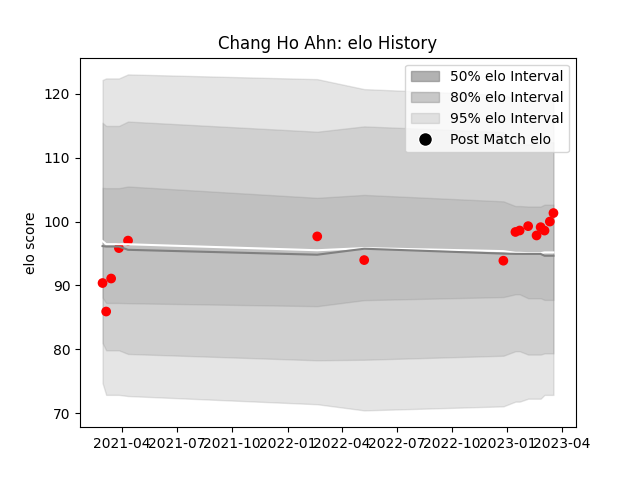 Chang Ho Ahn: elo History
50% elo Interval
80% elo Interval
95% elo Interval
Post Match elo
elo score
120
110
100
90
80
70
2021-04 2021-07 2021-10 2022-01 2022-04 2022-07 2022-10 2023-01 2023-04